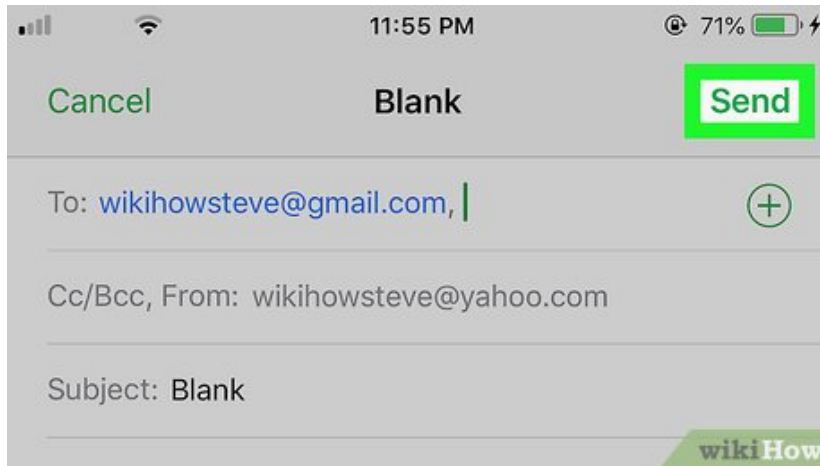 11:55 PM 71%
Cancel Blank Send
To: wikihowsteve@gmail.com,
Cc/Bcc, From: wikihowsteve@yahoo.com
Subject: Blank
wikiHow